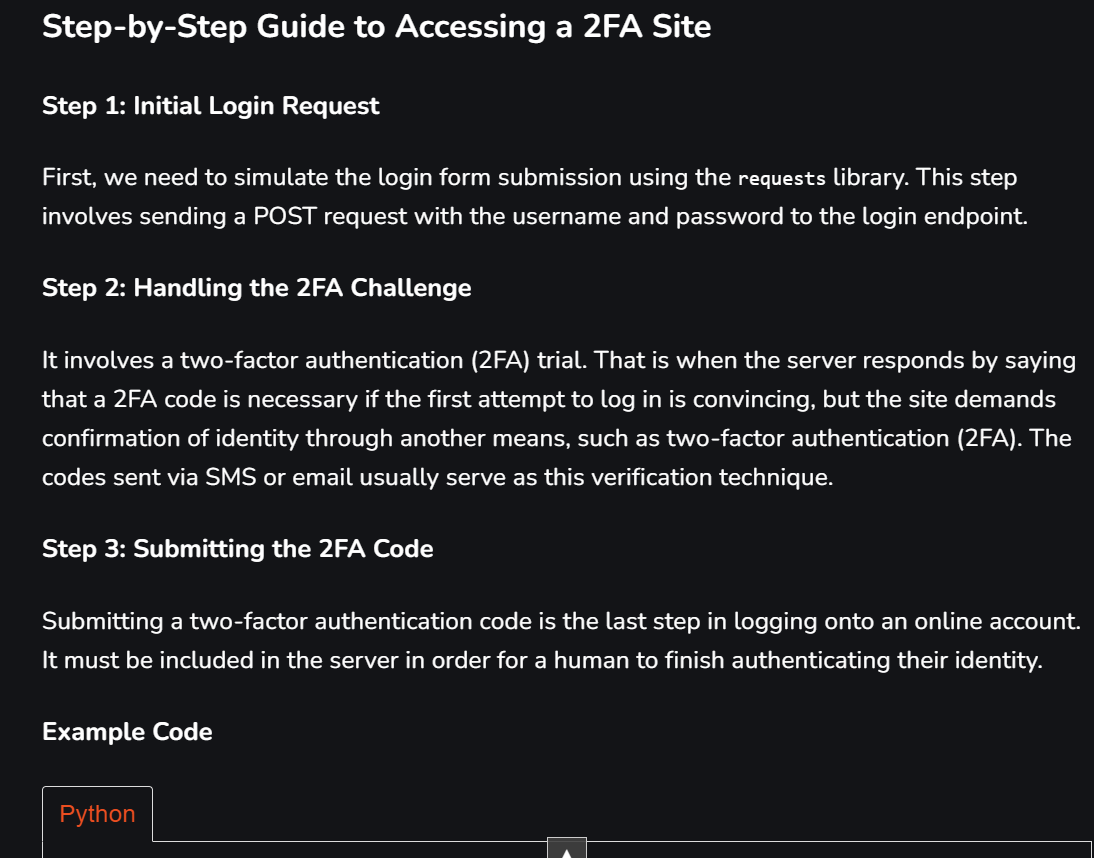 Step-by-Step Guide to Accessing a 2FA Site
Step 1: Initial Login Request
First, we need to simulate the login form submission using the requests library. This step
involves sending a POST request with the username and password to the login endpoint.
Step 2: Handling the 2FA Challenge
It involves a two-factor authentication (2FA) trial. That is when the server responds by saying
that a 2FA code is necessary if the first attempt to log in is convincing, but the site demands
confirmation of identity through another means, such as two-factor authentication (2FA). The
codes sent via SMS or email usually serve as this verification technique.
Step 3: Submitting the 2FA Code
Submitting a two-factor authentication code is the last step in logging onto an online account.
It must be included in the server in order for a human to finish authenticating their identity.
Example Code
Python